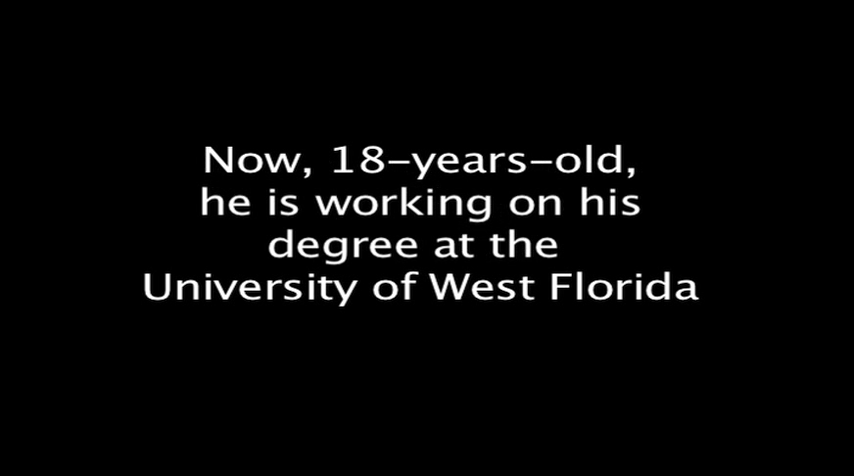 Now, 18-years-old,
he is working on his
degree at the
University of West Florida